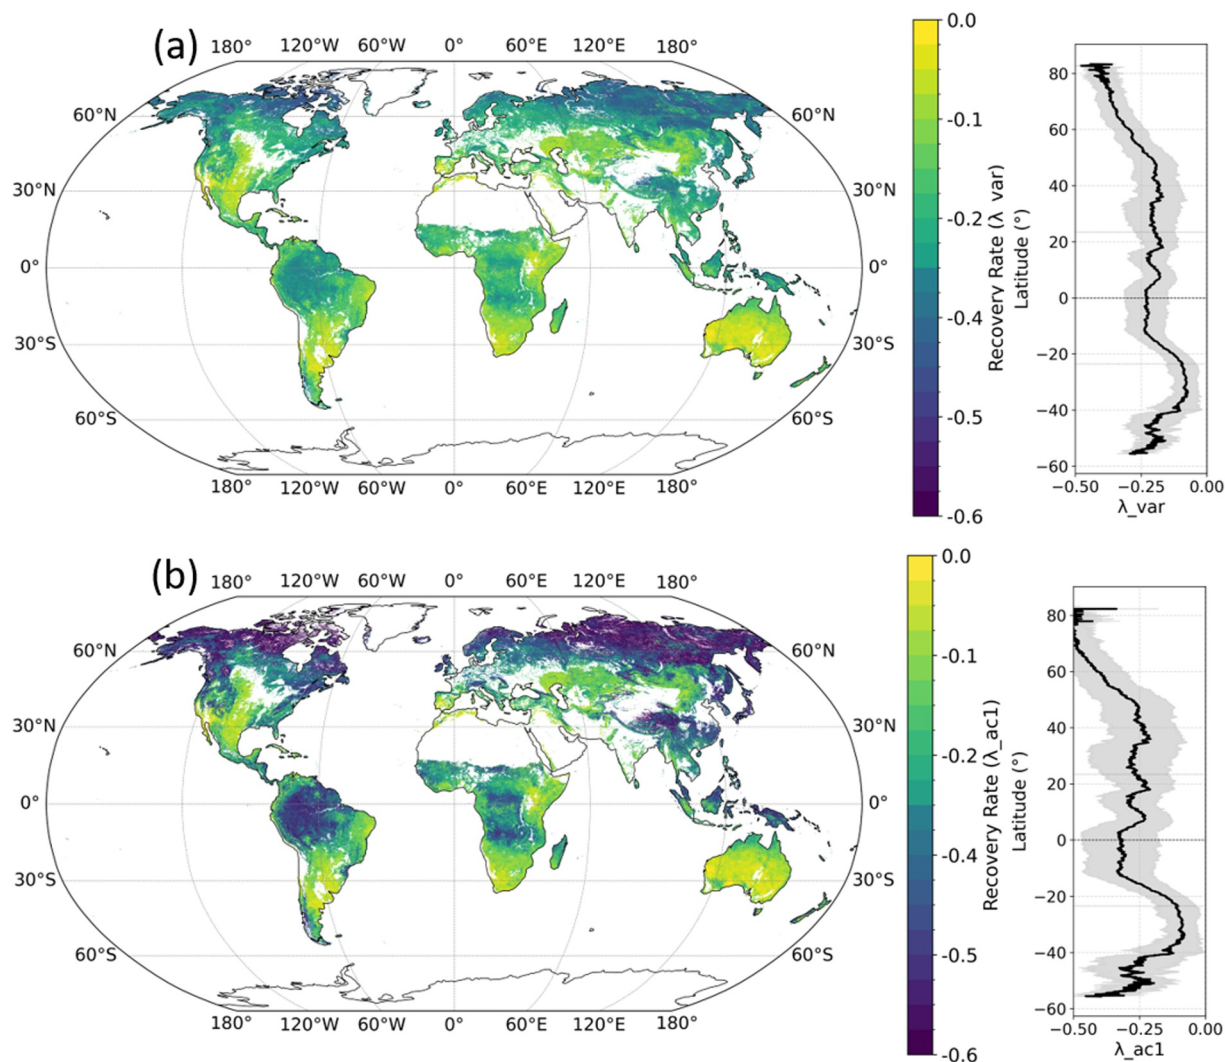 (a)
180° 120°W 60°W 0° 60°E 120°E 180°
60°N 60°N
30°N 30°N
0° 0°
30°S 30°S
60°S 60°S
180° 120°W 60°W 0° 60°E 120°E 180°
0.0
-0.1
-0.2
-0.3
-0.4
-0.5
-0.6
Recovery Rate (λ_var)
Latitude (°)
80
60
40
20
0
−20
−40
−60
−0.50 −0.25 0.00
λ_var
(b)
180° 120°W 60°W 0° 60°E 120°E 180°
60°N 60°N
30°N 30°N
0° 0°
30°S 30°S
60°S 60°S
180° 120°W 60°W 0° 60°E 120°E 180°
0.0
-0.1
-0.2
-0.3
-0.4
-0.5
-0.6
Recovery Rate (λ_ac1)
Latitude (°)
80
60
40
20
0
−20
−40
−60
−0.50 −0.25 0.00
λ_ac1